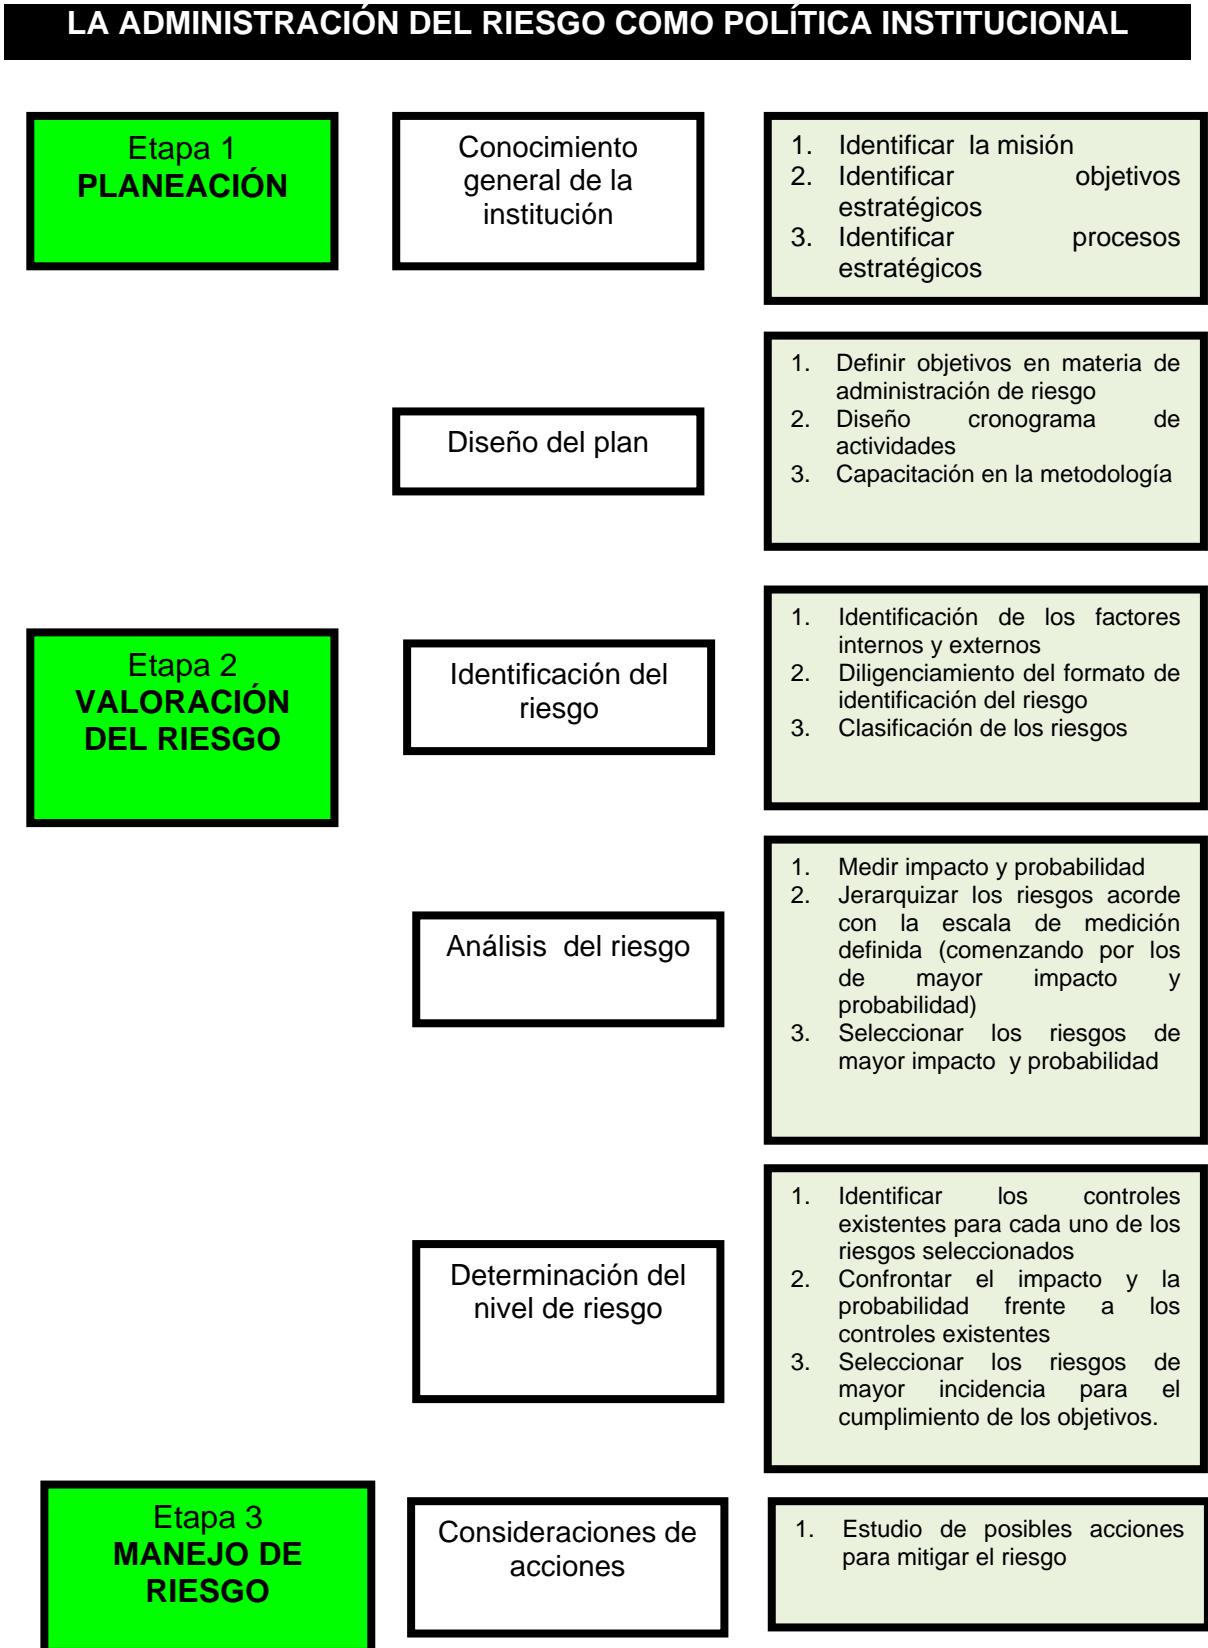 LA ADMINISTRACIÓN DEL RIESGO COMO POLÍTICA INSTITUCIONAL
Etapa 1
PLANEACIÓN
Conocimiento
general de la
institución
1. Identificar la misión
2. Identificar objetivos
estratégicos
3. Identificar procesos
estratégicos
Diseño del plan
1. Definir objetivos en materia de
administración de riesgo
2. Diseño cronograma de
actividades
3. Capacitación en la metodología
Etapa 2
VALORACIÓN
DEL RIESGO
Identificación del
riesgo
1. Identificación de los factores
internos y externos
2. Diligenciamiento del formato de
identificación del riesgo
3. Clasificación de los riesgos
Análisis del riesgo
1. Medir impacto y probabilidad
2. Jerarquizar los riesgos acorde
con la escala de medición
definida (comenzando por los
de mayor impacto y
probabilidad)
3. Seleccionar los riesgos de
mayor impacto y probabilidad
Determinación del
nivel de riesgo
1. Identificar los controles
existentes para cada uno de los
riesgos seleccionados
2. Confrontar el impacto y la
probabilidad frente a los
controles existentes
3. Seleccionar los riesgos de
mayor incidencia para el
cumplimiento de los objetivos.
Etapa 3
MANEJO DE
RIESGO
Consideraciones de
acciones
1. Estudio de posibles acciones
para mitigar el riesgo